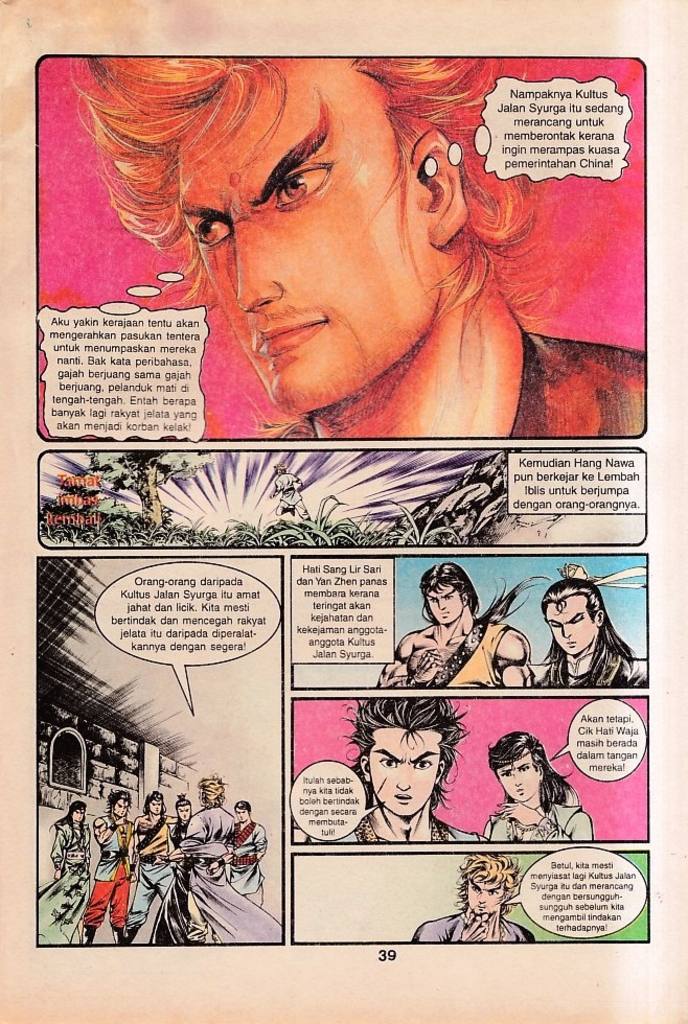 Nampaknya Kultus
Jalan Syurga itu sedang
merancang untuk
memberontak kerana
ingin merampas kuasa
pemerintahan China!
Aku yakin kerajaan tentu akan
mengerahkan pasukan tentera
untuk menumpaskan mereka
nanti. Bak kata peribahasa,
gajah berjuang sama gajah
berjuang, pelanduk mati di
tengah-tengah. Entah berapa
banyak lagi rakyat jelata yang
akan menjadi korban kelak!
Tamat
imbas
kembali
Kemudian Hang Nawa
pun berkejar ke Lembah
Iblis untuk berjumpa
dengan orang-orangnya.
Orang-orang daripada
Kultus Jalan Syurga itu amat
jahat dan licik. Kita mesti
bertindak dan mencegah rakyat
jelata itu daripada diperalat-
kannya dengan segera!
Hati Sang Lir Sari
dan Yan Zhen panas
membara kerana
teringat akan
kejahatan dan
kekejaman anggota-
anggota Kultus
Jalan Syurga.
Itulah sebab-
nya kita tidak
boleh bertindak
dengan secara
membuta-
tuli!
Akan tetapi,
Cik Hati Waja
masih berada
dalam tangan
mereka!
Betul, kita mesti
menyiasat lagi Kultus Jalan
Syurga itu dan merancang
dengan bersungguh-
sungguh sebelum kita
mengambil tindakan
terhadapnya!
39